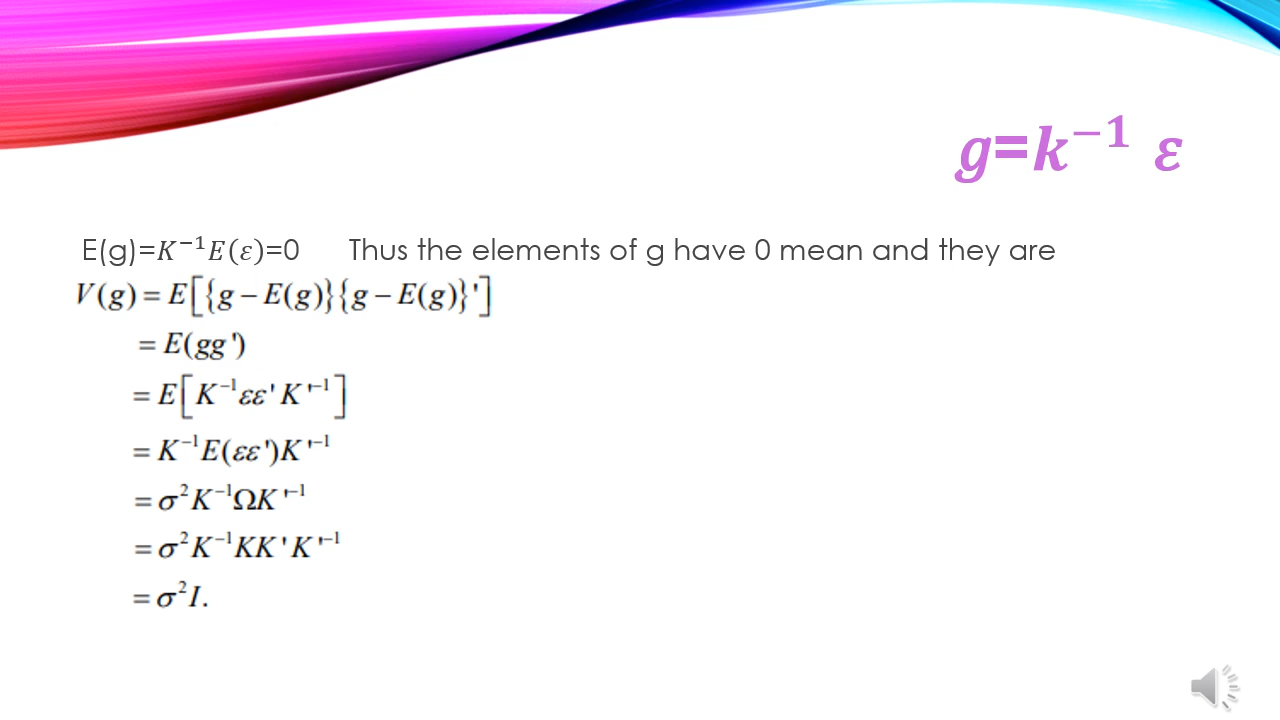 g=k⁻¹ ε
E(g)=K⁻¹E(ε)=0 Thus the elements of g have 0 mean and they are
V(g) = E[{g − E(g)}{g − E(g)}']
= E(gg')
= E[K⁻¹εε'K'⁻¹]
= K⁻¹E(εε')K'⁻¹
= σ²K⁻¹ΩK'⁻¹
= σ²K⁻¹KK'K'⁻¹
= σ²I.